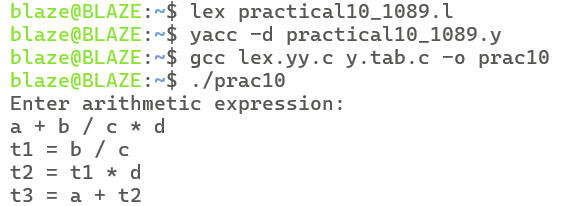 blaze@BLAZE:~$ lex practical10_1089.l
blaze@BLAZE:~$ yacc -d practical10_1089.y
blaze@BLAZE:~$ gcc lex.yy.c y.tab.c -o prac10
blaze@BLAZE:~$ ./prac10
Enter arithmetic expression:
a + b / c * d
t1 = b / c
t2 = t1 * d
t3 = a + t2